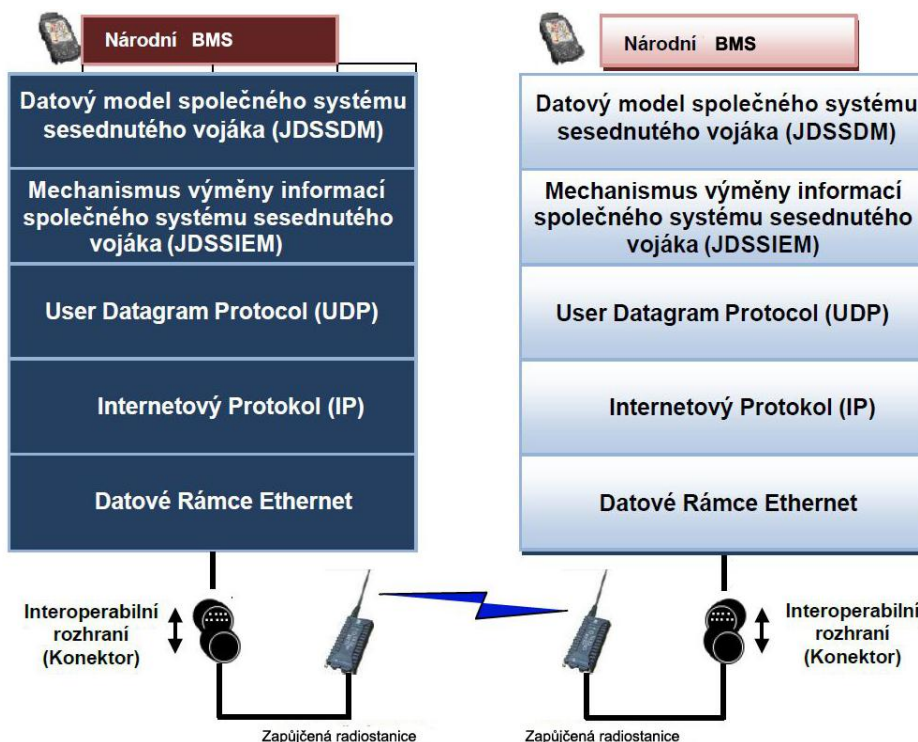 Národní BMS
Datový model společného systému
sesednutého vojáka (JDSSDM)
Mechanismus výměny informací
společného systému sesednutého
vojáka (JDSSIEM)
User Datagram Protocol (UDP)
Internetový Protokol (IP)
Datové Rámce Ethernet
Interoperabilní
rozhraní
(Konektor)
Zapůjčená radiostanice
Národní BMS
Datový model společného systému
sesednutého vojáka (JDSSDM)
Mechanismus výměny informací
společného systému sesednutého
vojáka (JDSSIEM)
User Datagram Protocol (UDP)
Internetový Protokol (IP)
Datové Rámce Ethernet
Interoperabilní
rozhraní
(Konektor)
Zapůjčená radiostanice